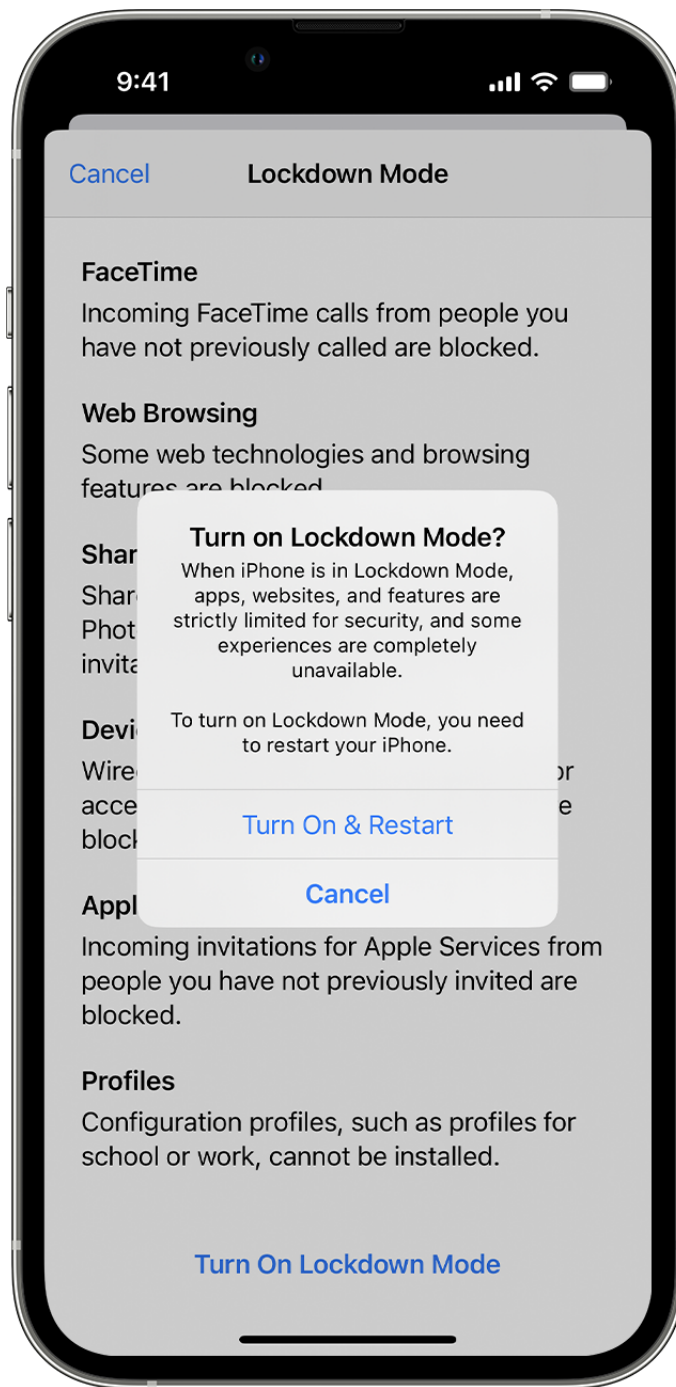 9:41
Cancel
Lockdown Mode
FaceTime
Incoming FaceTime calls from people you
have not previously called are blocked.
Web Browsing
Some web technologies and browsing
features are blocked
Turn on Lockdown Mode?
When iPhone is in Lockdown Mode,
apps, websites, and features are
strictly limited for security, and some
experiences are completely
unavailable.
To turn on Lockdown Mode, you need
to restart your iPhone.
Turn On & Restart
Cancel
Incoming invitations for Apple Services from
people you have not previously invited are
blocked.
Profiles
Configuration profiles, such as profiles for
school or work, cannot be installed.
Turn On Lockdown Mode